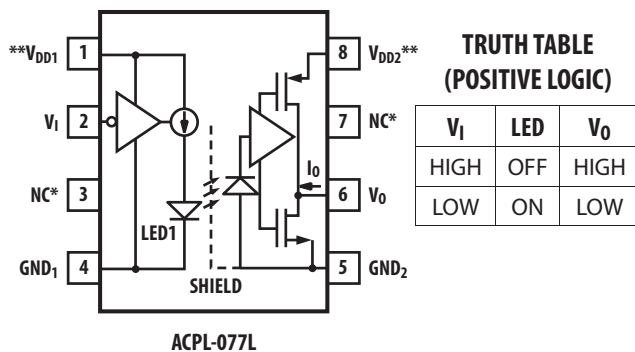 **VDD1 1
VI 2
NC* 3
GND1 4
LED1
SHIELD
IO
8 VDD2**
7 NC*
6 VO
5 GND2
ACPL-077L
TRUTH TABLE
(POSITIVE LOGIC)
VI LED VO
HIGH OFF HIGH
LOW ON LOW